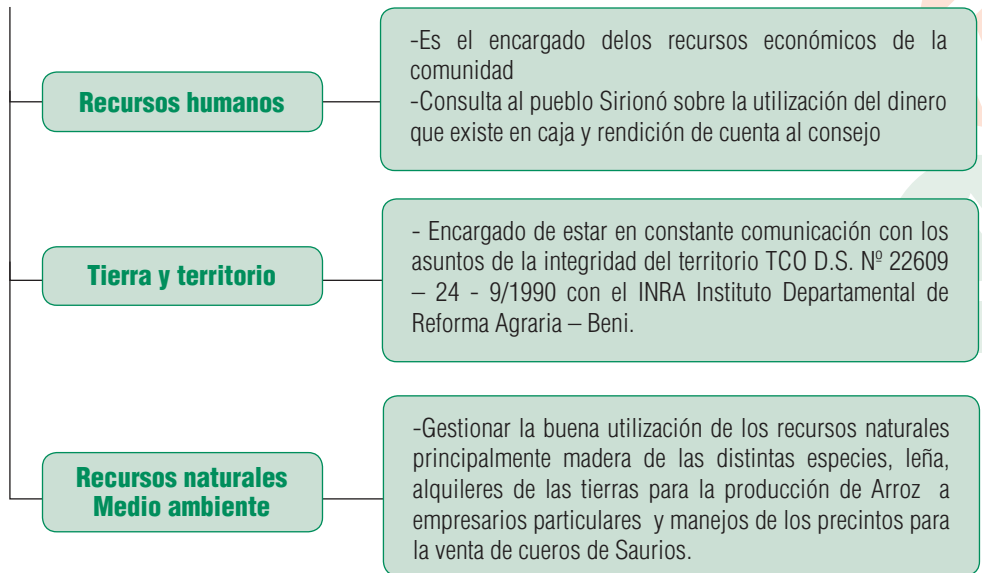 Recursos humanos
-Es el encargado delos recursos económicos de la
comunidad
-Consulta al pueblo Sirionó sobre la utilización del dinero
que existe en caja y rendición de cuenta al consejo
Tierra y territorio
- Encargado de estar en constante comunicación con los
asuntos de la integridad del territorio TCO D.S. Nº 22609
– 24 - 9/1990 con el INRA Instituto Departamental de
Reforma Agraria – Beni.
Recursos naturales
Medio ambiente
-Gestionar la buena utilización de los recursos naturales
principalmente madera de las distintas especies, leña,
alquileres de las tierras para la producción de Arroz a
empresarios particulares y manejos de los precintos para
la venta de cueros de Saurios.